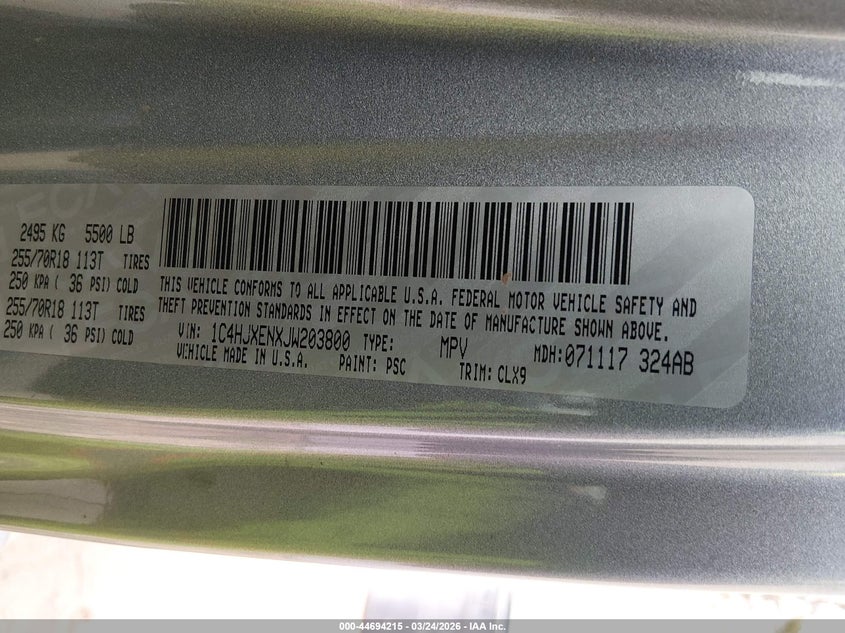 2495 KG 5500 LB
255/70R18 113T TIRES
250 KPA ( 36 PSI) COLD
255/70R18 113T TIRES
250 KPA ( 36 PSI) COLD
THIS VEHICLE CONFORMS TO ALL APPLICABLE U.S.A. FEDERAL MOTOR VEHICLE SAFETY AND
THEFT PREVENTION STANDARDS IN EFFECT ON THE DATE OF MANUFACTURE SHOWN ABOVE.
VIN: 1C4HJXENXJW203800 TYPE: MPV MDH:071117 324AB
VEHICLE MADE IN U.S.A. PAINT: PSC TRIM: CLX9
000-44694215 - 03/24/2026 - IAA Inc.